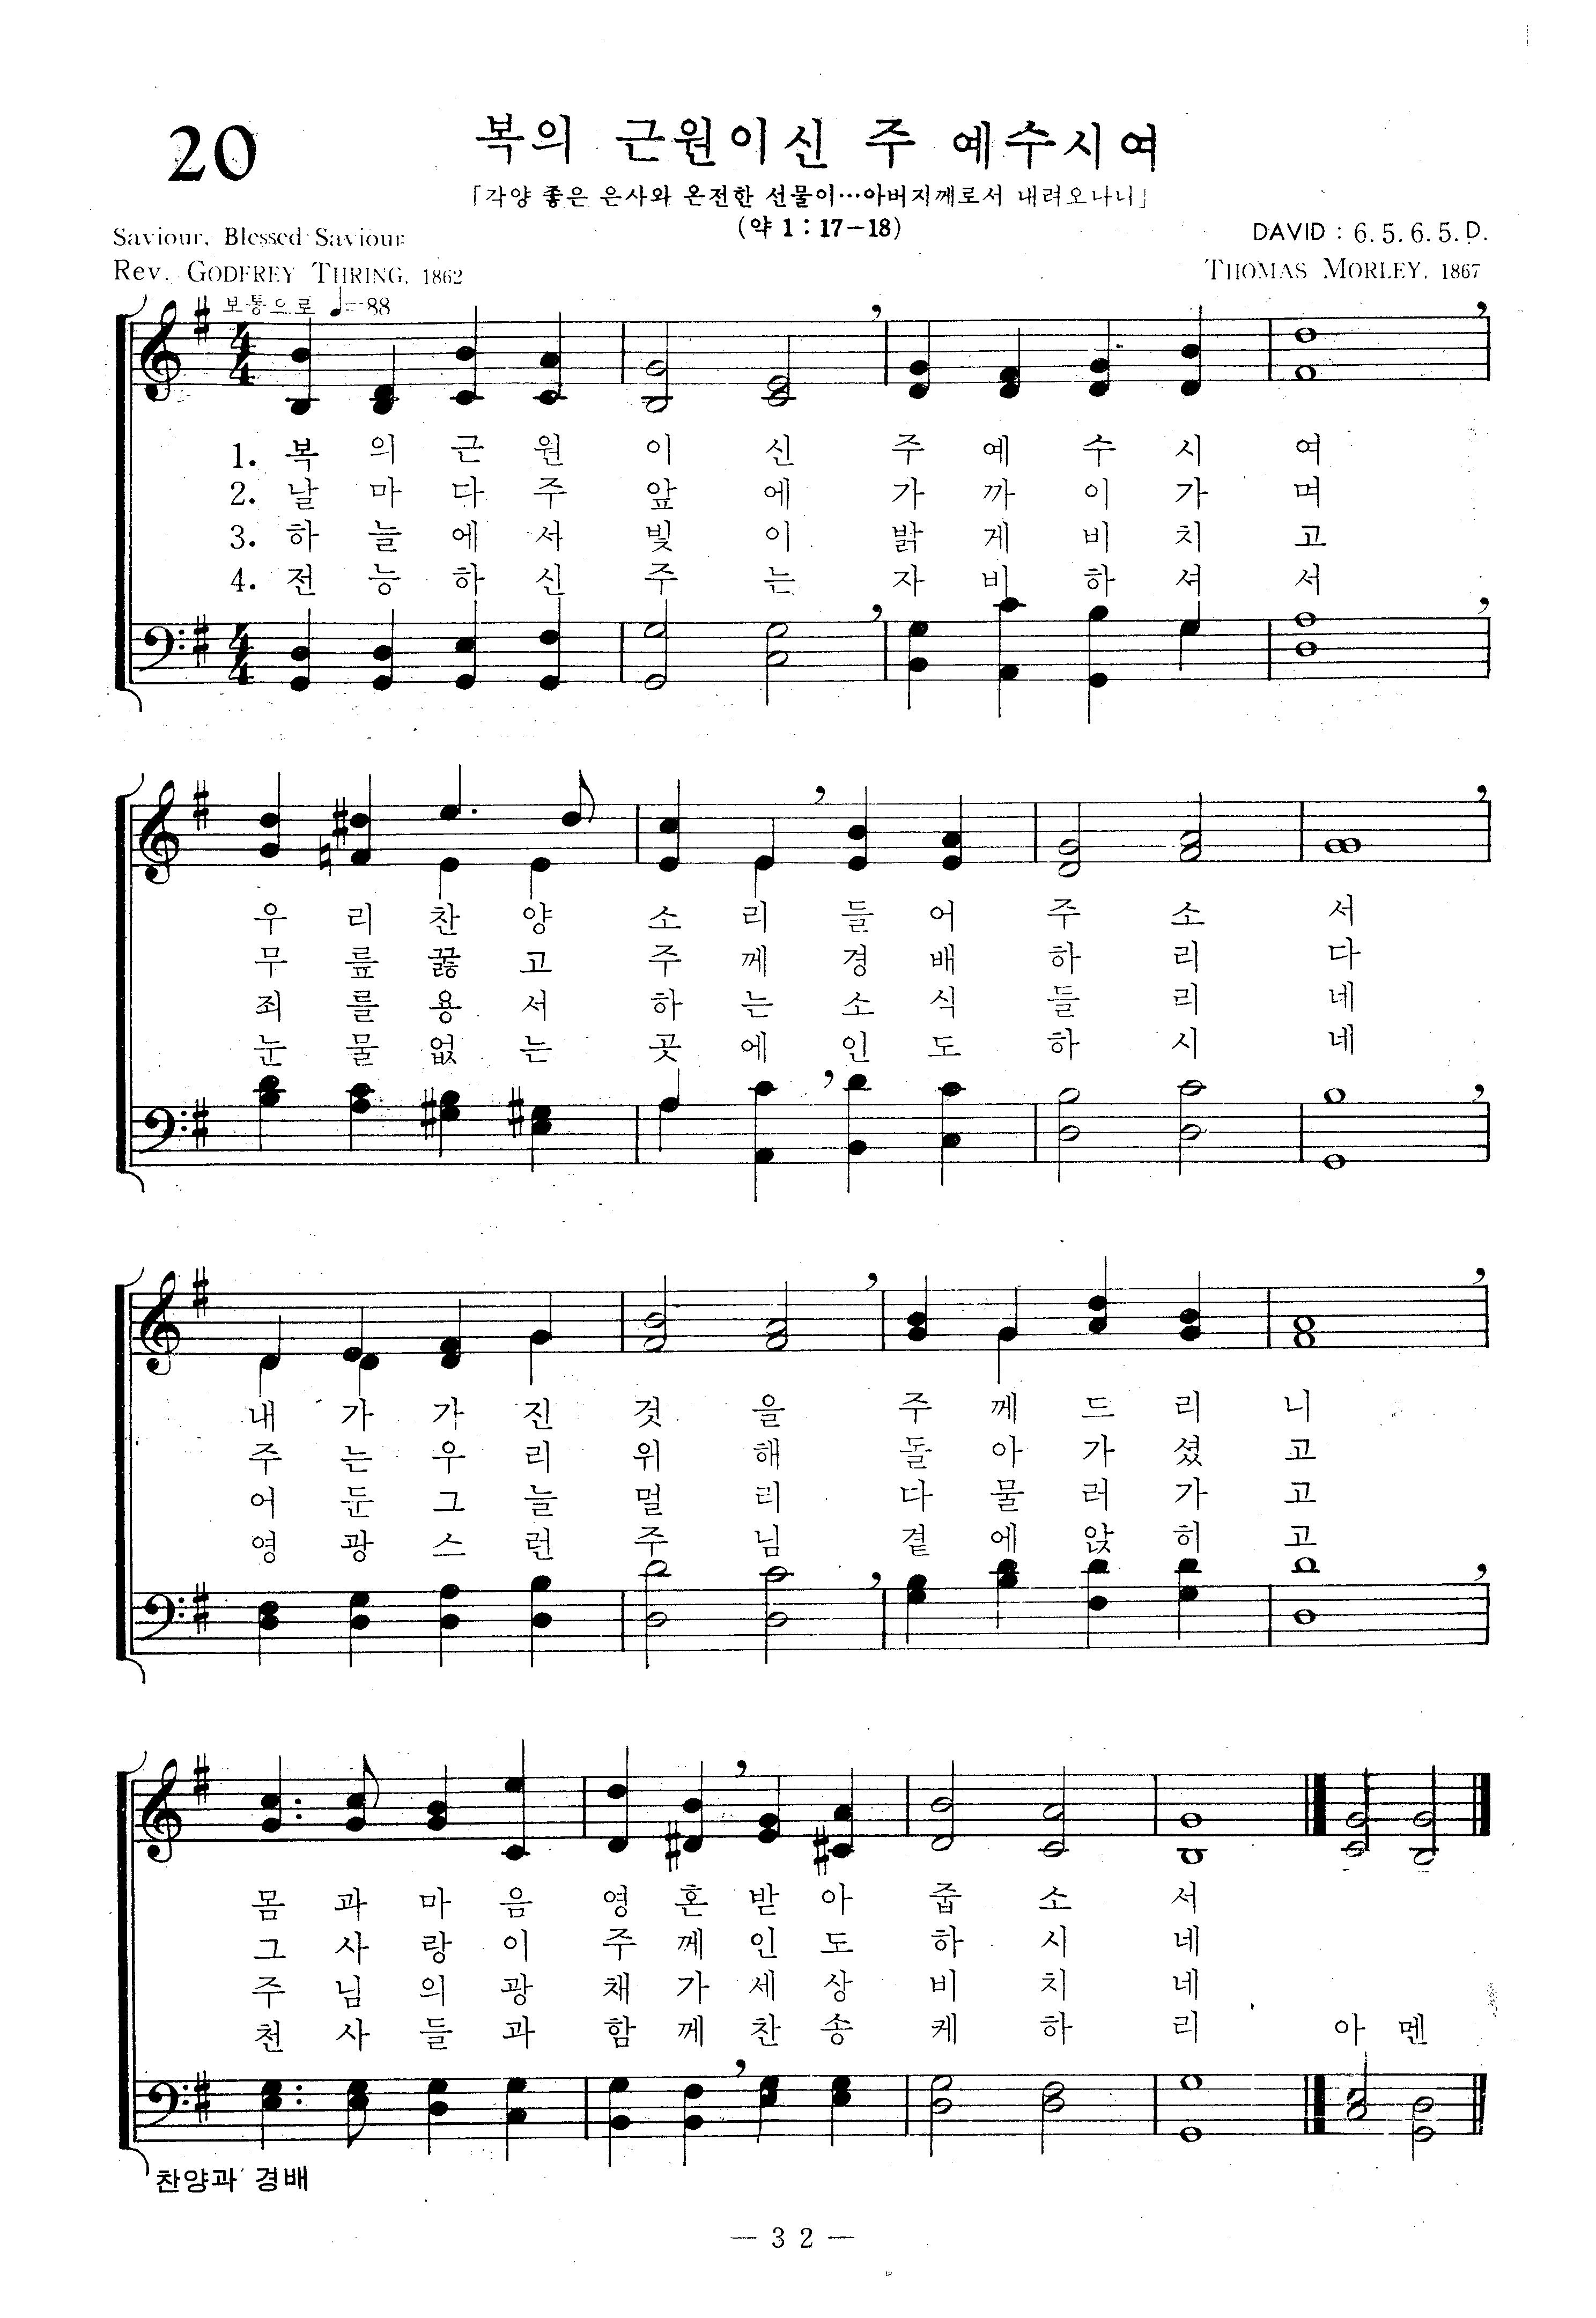 20
복의 근원이신 주 예수시여
「각양 좋은 은사와 온전한 선물이…아버지께로서 내려오나니」
(약 1 : 17-18)
Saviour, Blessed Saviour
Rev. GODFREY THRING, 1862
DAVID : 6. 5. 6. 5. D.
THOMAS MORLEY, 1867
보통으로 ♩=88
1. 복 의 근 원 이 신 주 예 수 시 여
2. 날 마 다 주 앞 에 가 까 이 가 며
3. 하 늘 에 서 빛 이 밝 게 비 치 고
4. 전 능 하 신 주 는 자 비 하 셔 서
우 리 찬 양 소 리 들 어 주 소 서
무 릎 꿇 고 주 께 경 배 하 리 다
죄 를 용 서 하 는 소 식 들 리 네
눈 물 없 는 곳 에 인 도 하 시 네
내 가 가 진 것 을 주 께 드 리 니
주 는 우 리 위 해 돌 아 가 셨 고
어 둔 그 늘 멀 리 다 물 러 가 고
영 광 스 런 주 님 곁 에 앉 히 고
몸 과 마 음 영 혼 받 아 줍 소 서
그 사 랑 이 주 께 인 도 하 시 네
주 님 의 광 채 가 세 상 비 치 네
천 사 들 과 함 께 찬 송 케 하 리 아 멘
찬양과 경배
— 3 2 —